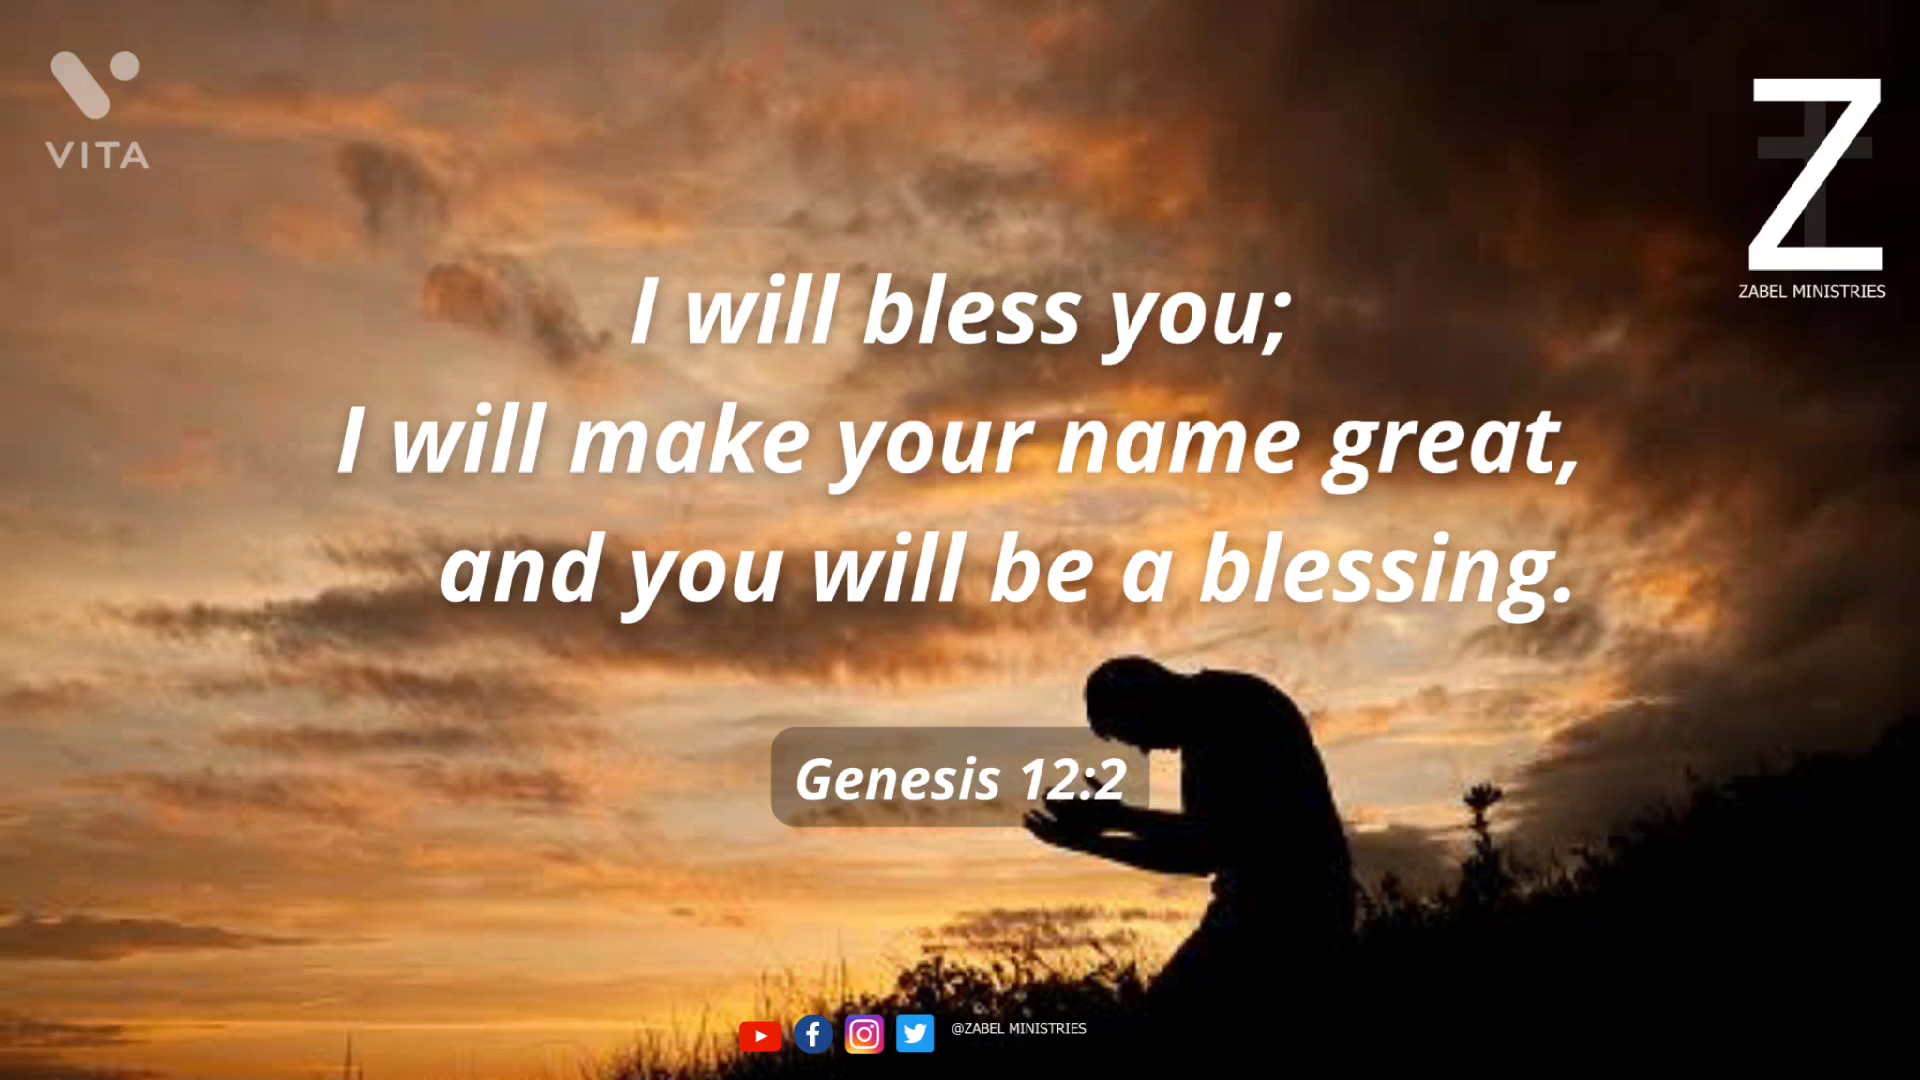 VITA
Z
ZABEL MINISTRIES
I will bless you;
I will make your name great,
and you will be a blessing.
Genesis 12:2
@ZABEL MINISTRIES